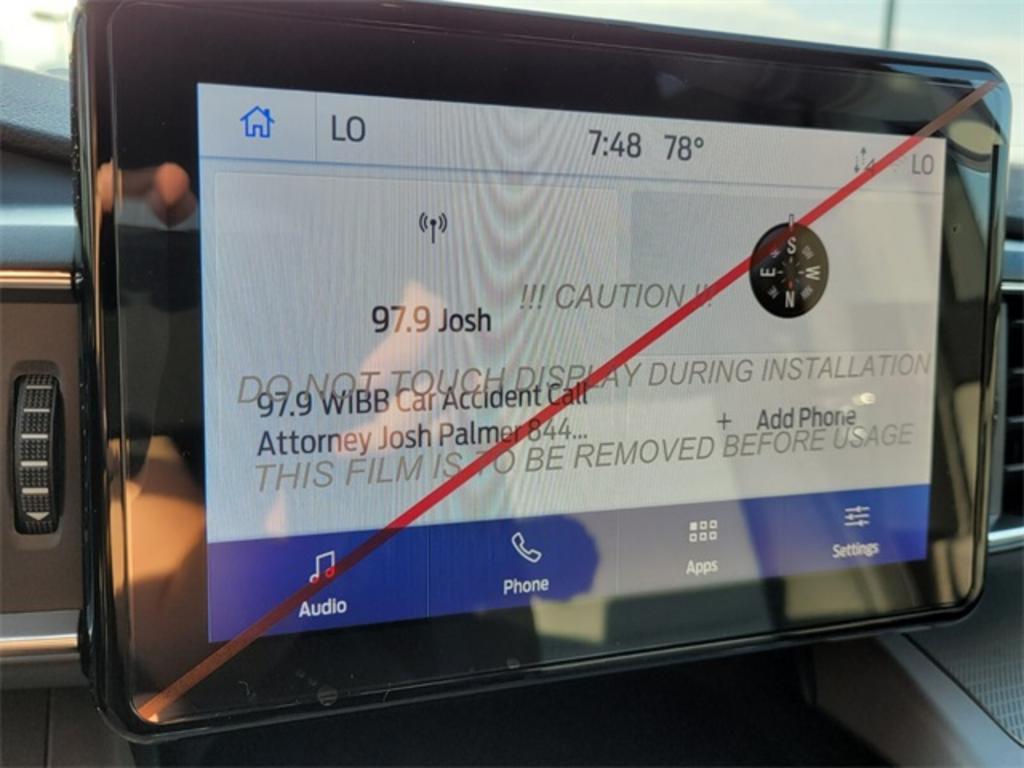 LO
7:48 78°
LO
S
E W
N
!!! CAUTION !!!
97.9 Josh
DO NOT TOUCH DISPLAY DURING INSTALLATION
97.9 WIBB Car Accident Call
Attorney Josh Palmer 844...
+ Add Phone
THIS FILM IS TO BE REMOVED BEFORE USAGE
Audio
Phone
Apps
Settings